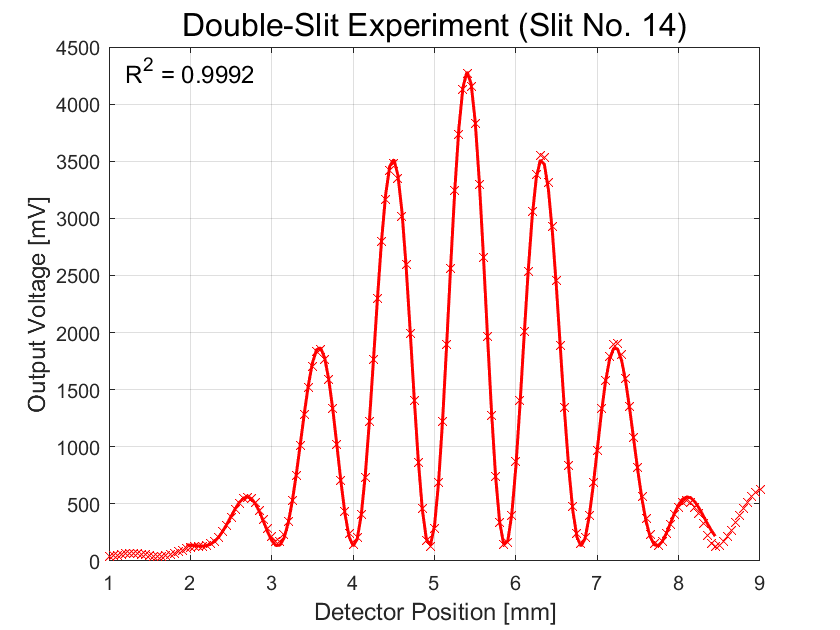 Double-Slit Experiment (Slit No. 14)
R² = 0.9992
4500
4000
3500
3000
2500
2000
1500
1000
500
0
Output Voltage [mV]
1 2 3 4 5 6 7 8 9
Detector Position [mm]